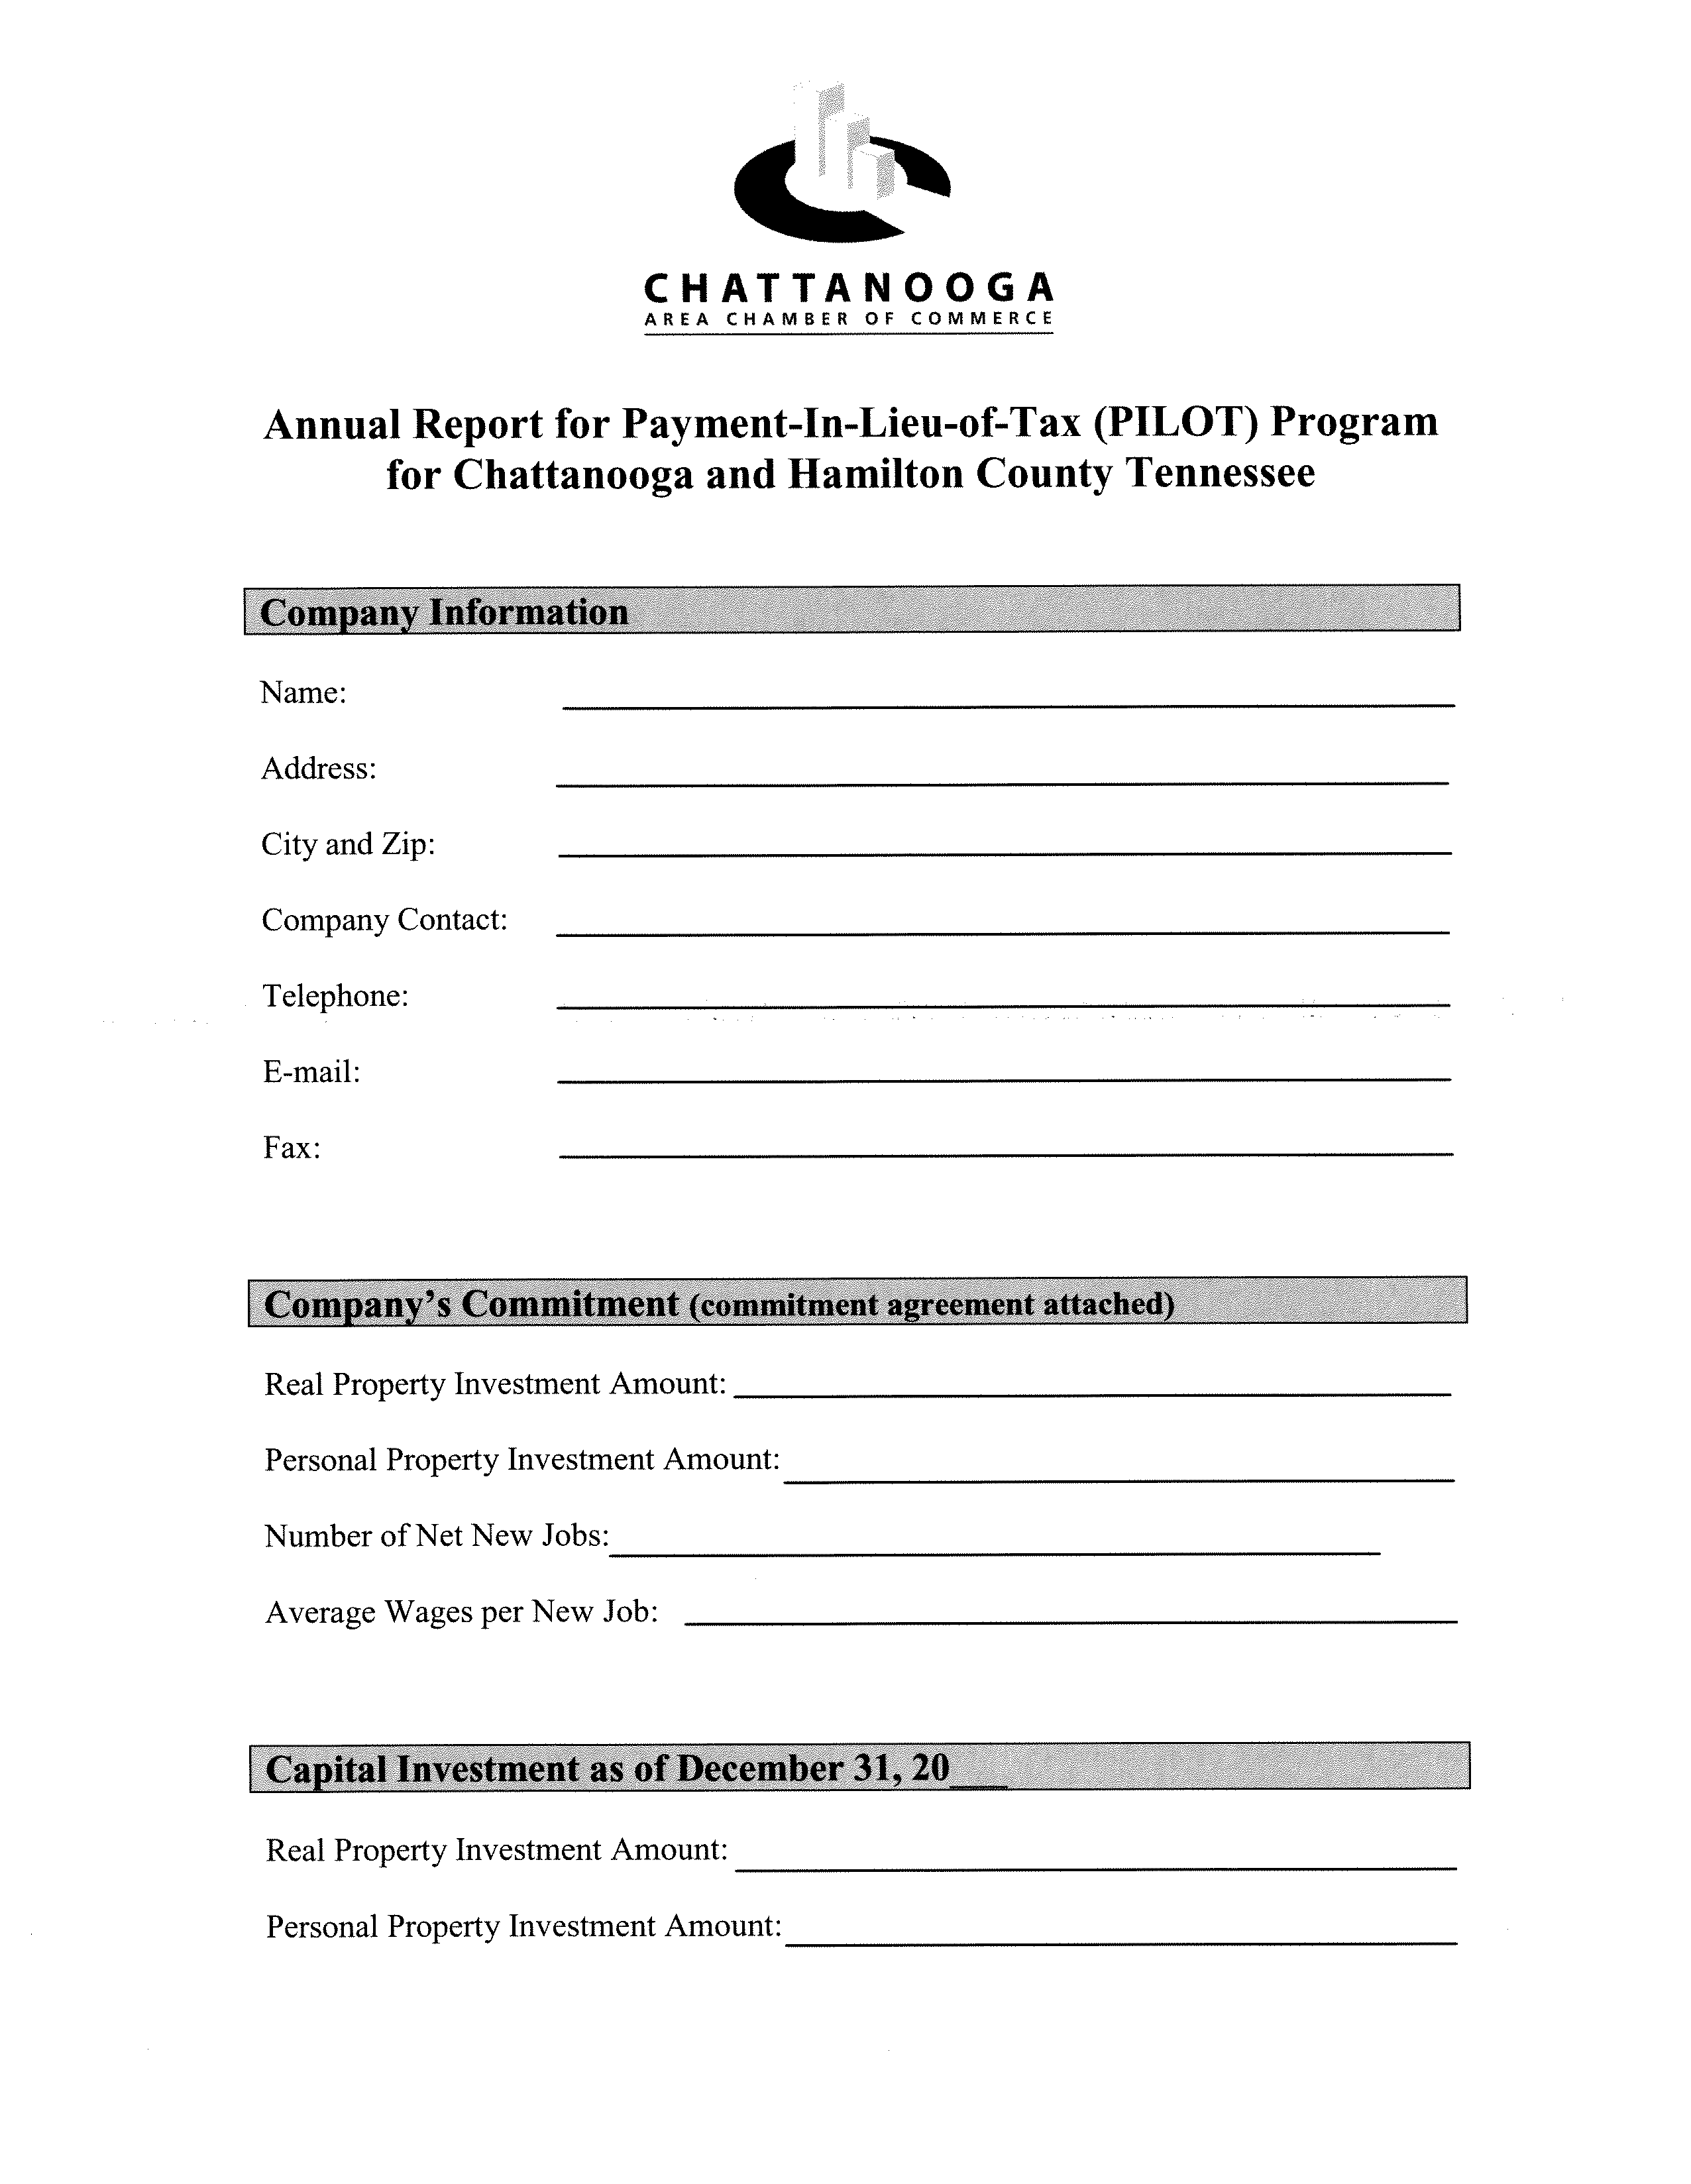 CHATTANOOGA
AREA CHAMBER OF COMMERCE
Annual Report for Payment-In-Lieu-of-Tax (PILOT) Program
for Chattanooga and Hamilton County Tennessee
Company Information
Name:
Address:
City and Zip:
Company Contact:
Telephone:
E-mail:
Fax:
Company's Commitment (commitment agreement attached)
Real Property Investment Amount:
Personal Property Investment Amount:
Number of Net New Jobs:
Average Wages per New Job:
Capital Investment as of December 31, 20___
Real Property Investment Amount:
Personal Property Investment Amount: